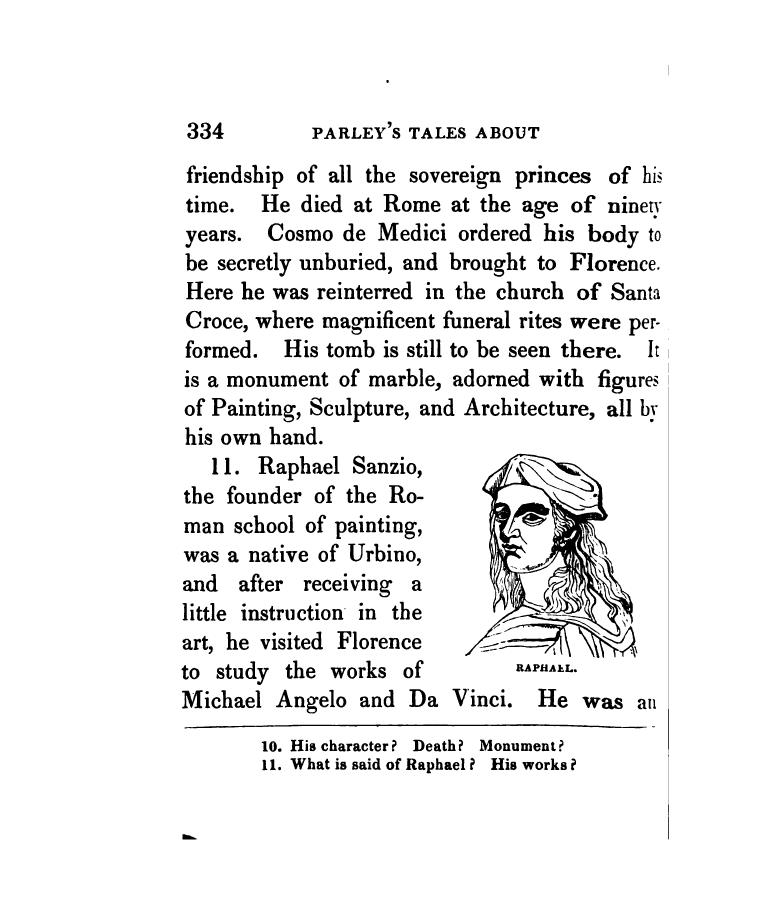 334 PARLEY'S TALES ABOUT
friendship of all the sovereign princes of his
time. He died at Rome at the age of ninety
years. Cosmo de Medici ordered his body to
be secretly unburied, and brought to Florence.
Here he was reinterred in the church of Santa
Croce, where magnificent funeral rites were per-
formed. His tomb is still to be seen there. It
is a monument of marble, adorned with figures
of Painting, Sculpture, and Architecture, all by
his own hand.
11. Raphael Sanzio,
the founder of the Ro-
man school of painting,
was a native of Urbino,
and after receiving a
little instruction in the
art, he visited Florence
to study the works of
RAPHAEL.
Michael Angelo and Da Vinci. He was an
10. His character? Death? Monument?
11. What is said of Raphael? His works?